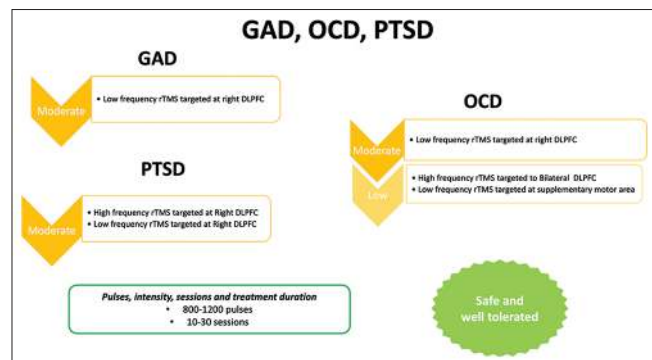 GAD, OCD, PTSD
GAD
Moderate
• Low frequency rTMS targeted at right DLPFC
PTSD
Moderate
• High frequency rTMS targeted at Right DLPFC
• Low frequency rTMS targeted at Right DLPFC
OCD
Moderate
• Low frequency rTMS targeted at right DLPFC
Low
• High frequency rTMS targeted to Bilateral DLPFC
• Low frequency rTMS targeted at supplementary motor area
Pulses, intensity, sessions and treatment duration
• 800-1200 pulses
• 10-30 sessions
Safe and
well tolerated